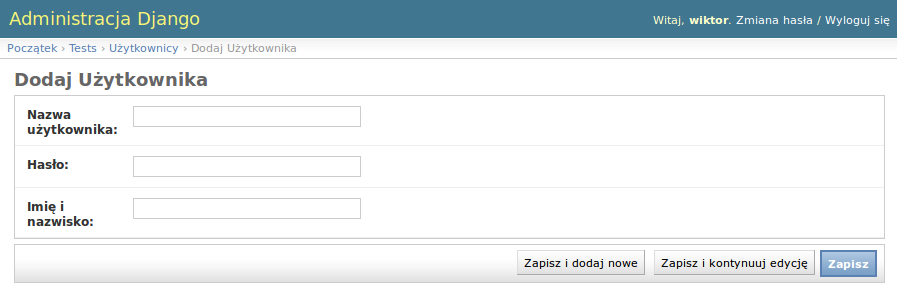 Administracja Django
Witaj, wiktor. Zmiana hasła / Wyloguj się
Początek › Tests › Użytkownicy › Dodaj Użytkownika
Dodaj Użytkownika
Nazwa
użytkownika:
Hasło:
Imię i
nazwisko:
Zapisz i dodaj nowe
Zapisz i kontynuuj edycję
Zapisz